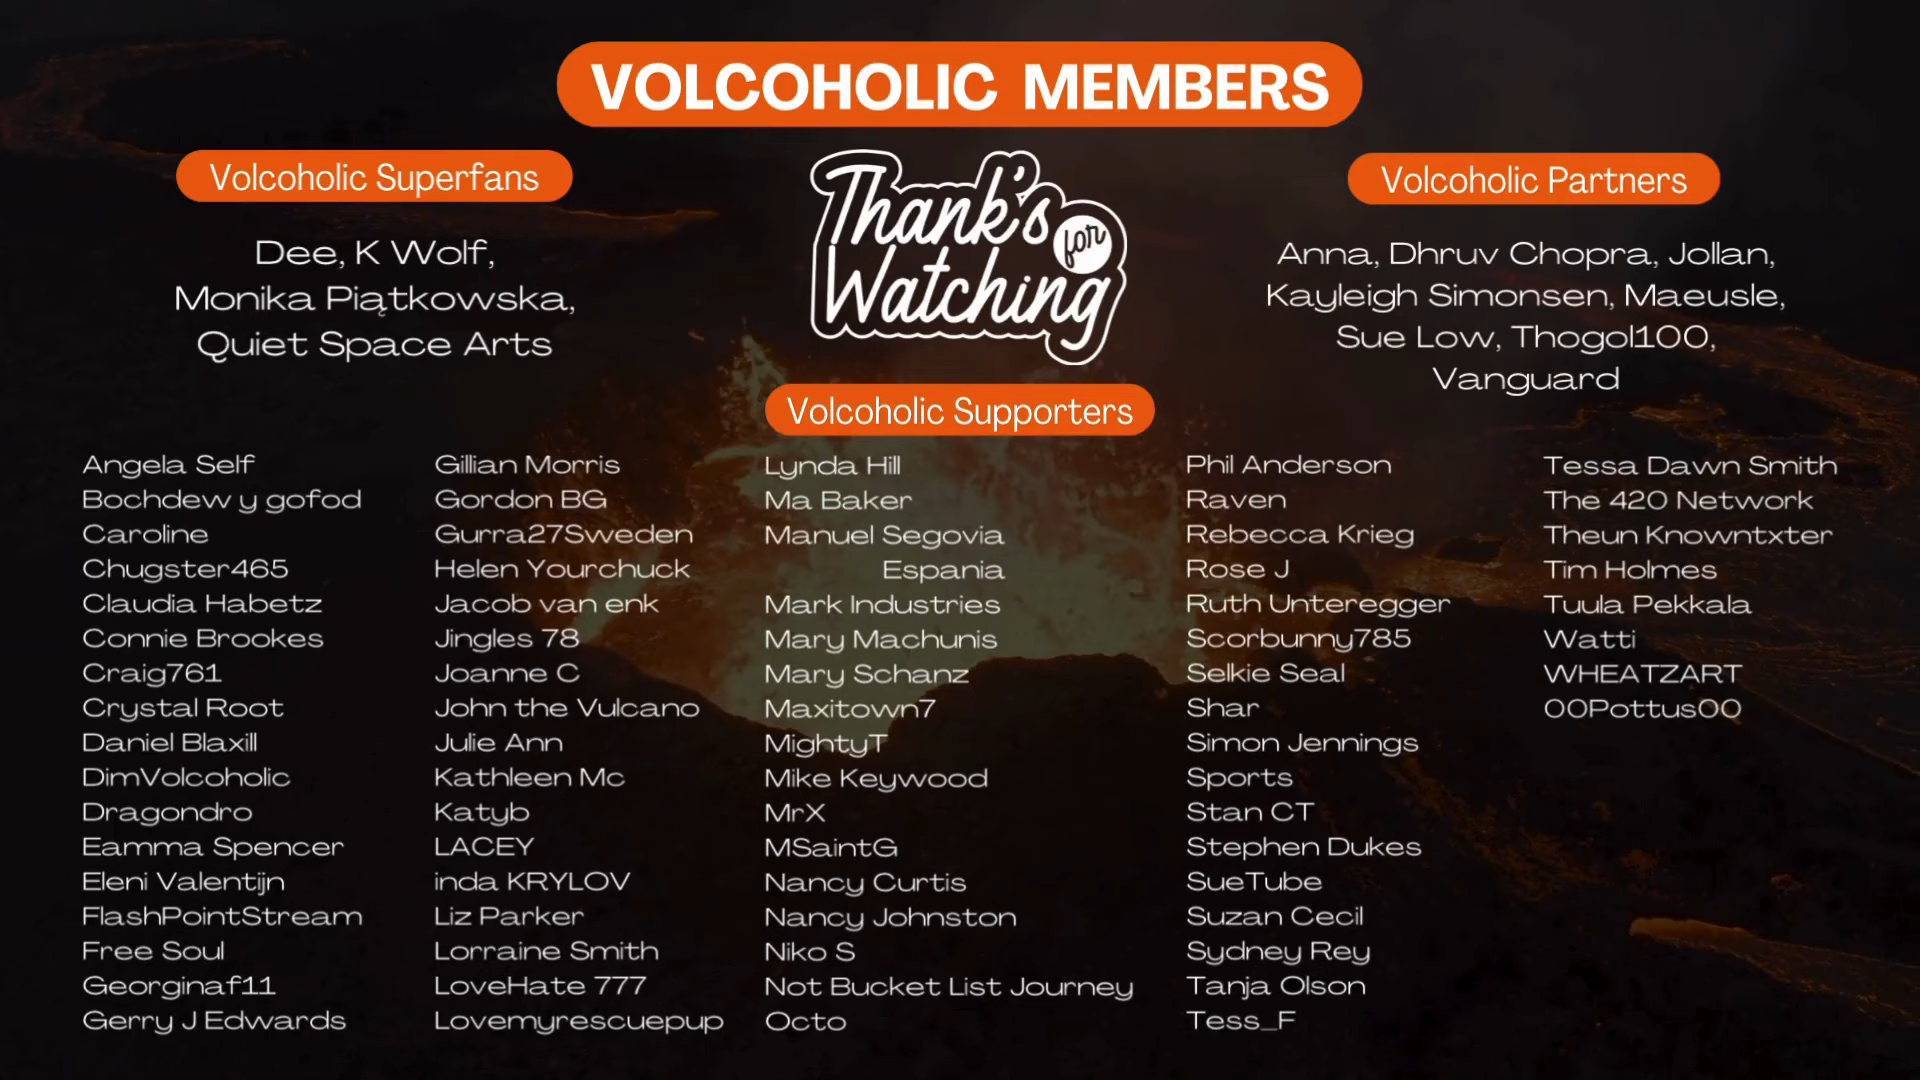 VOLCOHOLIC MEMBERS
Volcoholic Superfans
Dee, K Wolf,
Monika Piątkowska,
Quiet Space Arts
Thank's
for
Watching
Volcoholic Partners
Anna, Dhruv Chopra, Jollan,
Kayleigh Simonsen, Maeusle,
Sue Low, Thogol100,
Vanguard
Volcoholic Supporters
Angela Self
Bochdew y gofod
Caroline
Chugster465
Claudia Habetz
Connie Brookes
Craig761
Crystal Root
Daniel Blaxill
DimVolcoholic
Dragondro
Eamma Spencer
Eleni Valentijn
FlashPointStream
Free Soul
Georginaf11
Gerry J Edwards
Gillian Morris
Gordon BG
Gurra27Sweden
Helen Yourchuck
Jacob van enk
Jingles 78
Joanne C
John the Vulcano
Julie Ann
Kathleen Mc
Katyb
LACEY
inda KRYLOV
Liz Parker
Lorraine Smith
LoveHate 777
Lovemyrescuepup
Lynda Hill
Ma Baker
Manuel Segovia
Espania
Mark Industries
Mary Machunis
Mary Schanz
Maxitown7
MightyT
Mike Keywood
MrX
MSaintG
Nancy Curtis
Nancy Johnston
Niko S
Not Bucket List Journey
Octo
Phil Anderson
Raven
Rebecca Krieg
Rose J
Ruth Unteregger
Scorbunny785
Selkie Seal
Shar
Simon Jennings
Sports
Stan CT
Stephen Dukes
SueTube
Suzan Cecil
Sydney Rey
Tanja Olson
Tess_F
Tessa Dawn Smith
The 420 Network
Theun Knowntxter
Tim Holmes
Tuula Pekkala
Watti
WHEATZART
00Pottus00